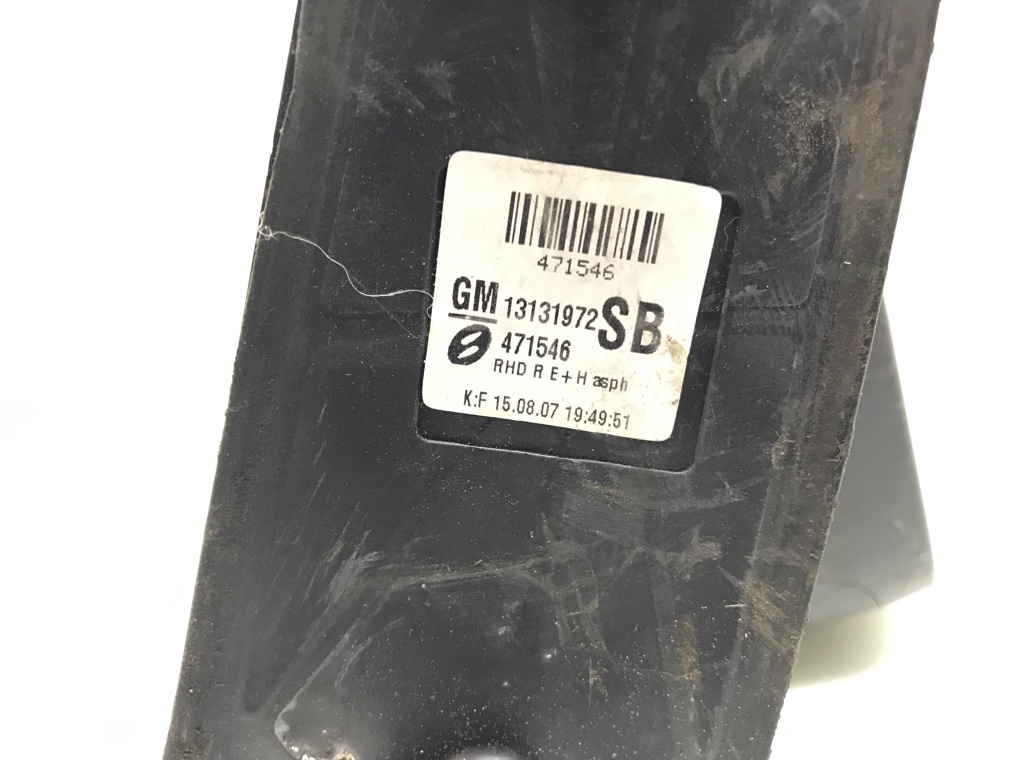 471546
GM 13131972 SB
471546
RHD R E+H asph
K:F 15.08.07 19:49:51